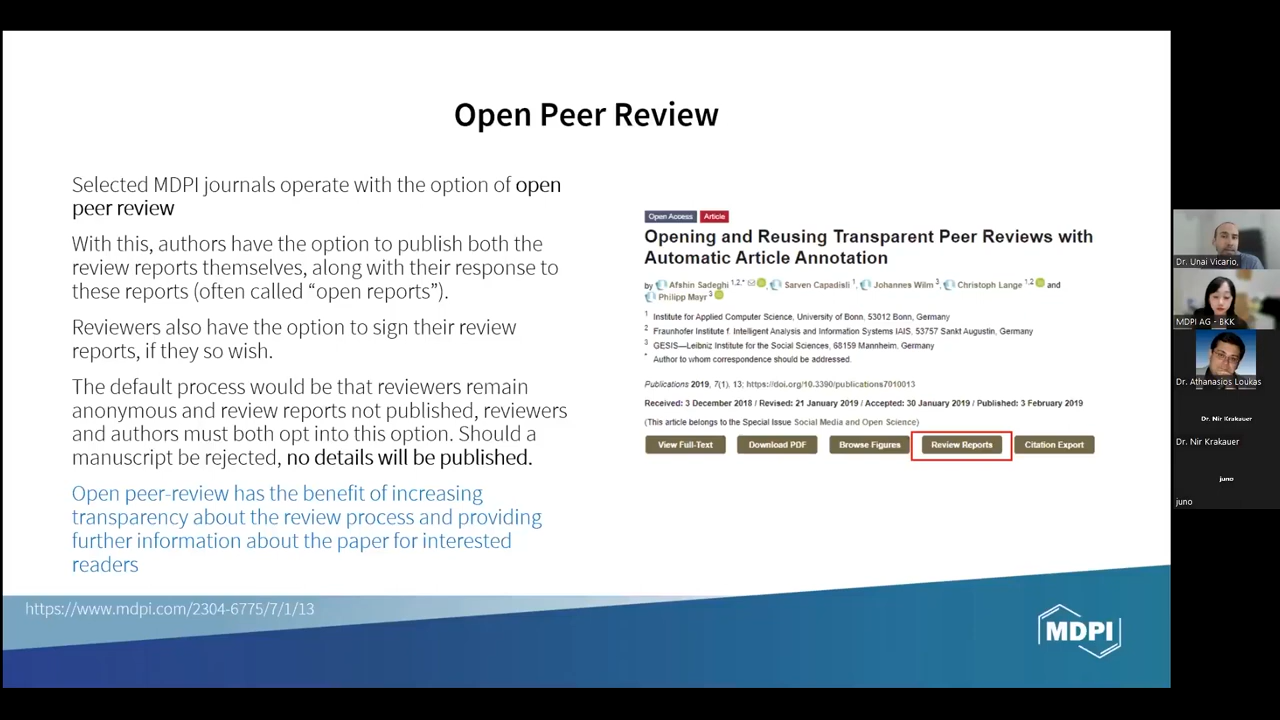 Open Peer Review
Selected MDPI journals operate with the option of open
peer review
With this, authors have the option to publish both the
review reports themselves, along with their response to
these reports (often called “open reports”).
Reviewers also have the option to sign their review
reports, if they so wish.
The default process would be that reviewers remain
anonymous and review reports not published, reviewers
and authors must both opt into this option. Should a
manuscript be rejected, no details will be published.
Open peer-review has the benefit of increasing
transparency about the review process and providing
further information about the paper for interested
readers
https://www.mdpi.com/2304-6775/7/1/13
Open Access Article
Opening and Reusing Transparent Peer Reviews with
Automatic Article Annotation
by Afshin Sadeghi 1,2,* Sarven Capadisli 1, Johannes Wilm 3, Christoph Lange 1,2 and
Philipp Mayr 3
1 Institute for Applied Computer Science, University of Bonn, 53012 Bonn, Germany
2 Fraunhofer Institute f. Intelligent Analysis and Information Systems IAIS, 53757 Sankt Augustin, Germany
3 GESIS—Leibniz Institute for the Social Sciences, 68159 Mannheim, Germany
* Author to whom correspondence should be addressed.
Publications 2019, 7(1), 13; https://doi.org/10.3390/publications7010013
Received: 3 December 2018 / Revised: 21 January 2019 / Accepted: 30 January 2019 / Published: 3 February 2019
(This article belongs to the Special Issue Social Media and Open Science)
View Full-Text Download PDF Browse Figures Review Reports Citation Export
MDPI
Dr. Unai Vicario,
MDPI AG - BKK
Dr. Athanasios Loukas
Dr. Nir Krakauer
Dr. Nir Krakauer
juno
juno